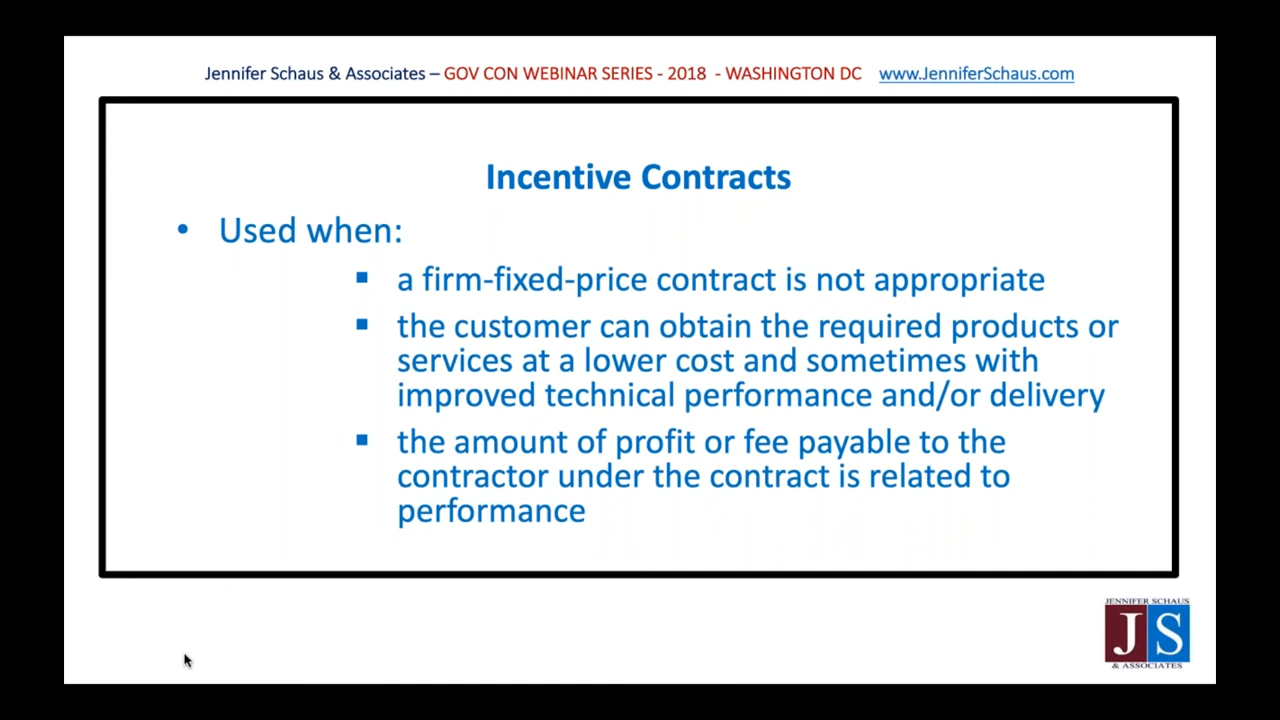 Jennifer Schaus & Associates – GOV CON WEBINAR SERIES - 2018 - WASHINGTON DC www.JenniferSchaus.com
Incentive Contracts
• Used when:
▪ a firm-fixed-price contract is not appropriate
▪ the customer can obtain the required products or
services at a lower cost and sometimes with
improved technical performance and/or delivery
▪ the amount of profit or fee payable to the
contractor under the contract is related to
performance
JENNIFER SCHAUS
JS
& ASSOCIATES